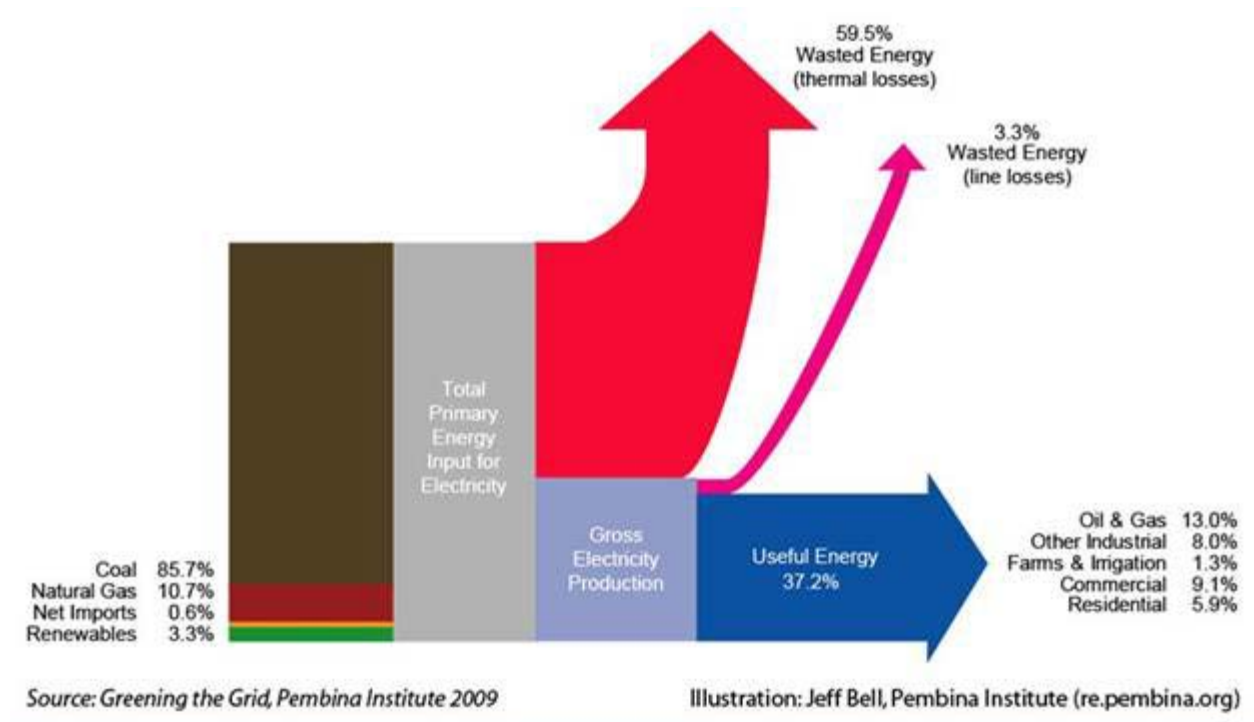 59.5%
Wasted Energy
(thermal losses)
3.3%
Wasted Energy
(line losses)
Total
Primary
Energy
Input for
Electricity
Gross
Electricity
Production
Useful Energy
37.2%
Coal 85.7%
Natural Gas 10.7%
Net Imports 0.6%
Renewables 3.3%
Oil & Gas 13.0%
Other Industrial 8.0%
Farms & Irrigation 1.3%
Commercial 9.1%
Residential 5.9%
Source: Greening the Grid, Pembina Institute 2009
Illustration: Jeff Bell, Pembina Institute (re.pembina.org)